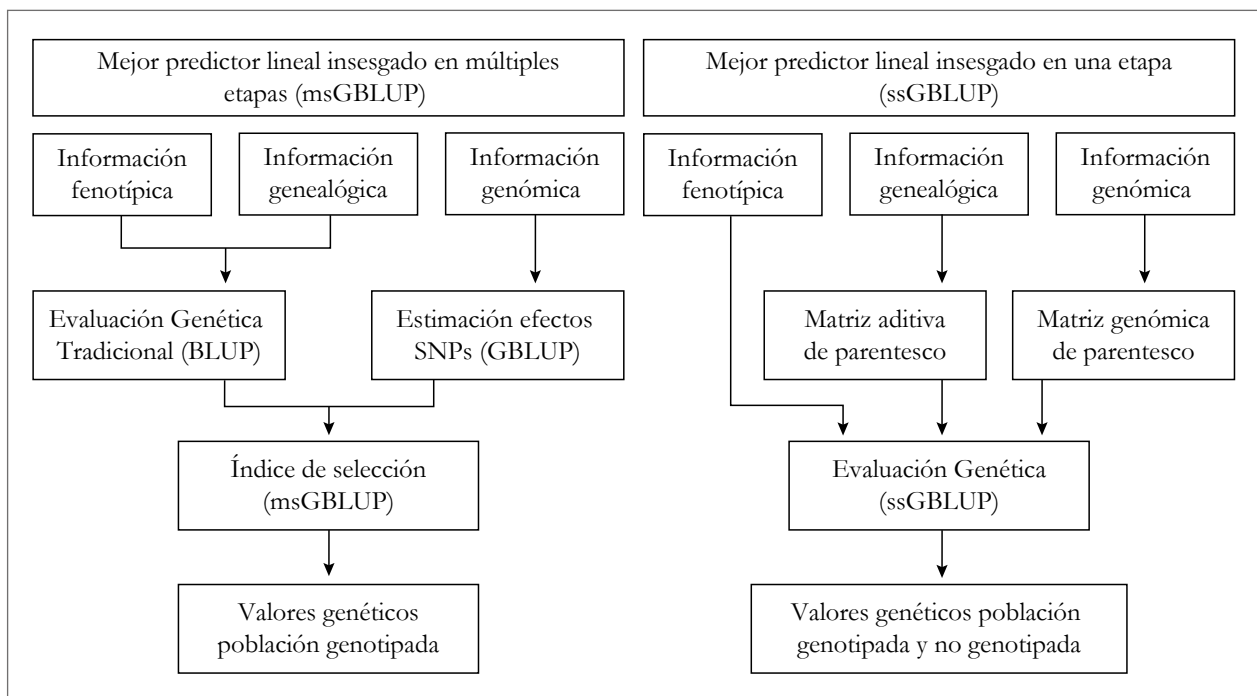 Mejor predictor lineal insesgado en múltiples
etapas (msGBLUP)
Información
fenotípica
Información
genealógica
Información
genómica
Evaluación Genética
Tradicional (BLUP)
Estimación efectos
SNPs (GBLUP)
Índice de selección
(msGBLUP)
Valores genéticos
población genotipada
Mejor predictor lineal insesgado en una etapa
(ssGBLUP)
Información
fenotípica
Información
genealógica
Información
genómica
Matriz aditiva
de parentesco
Matriz genómica
de parentesco
Evaluación Genética
(ssGBLUP)
Valores genéticos población
genotipada y no genotipada